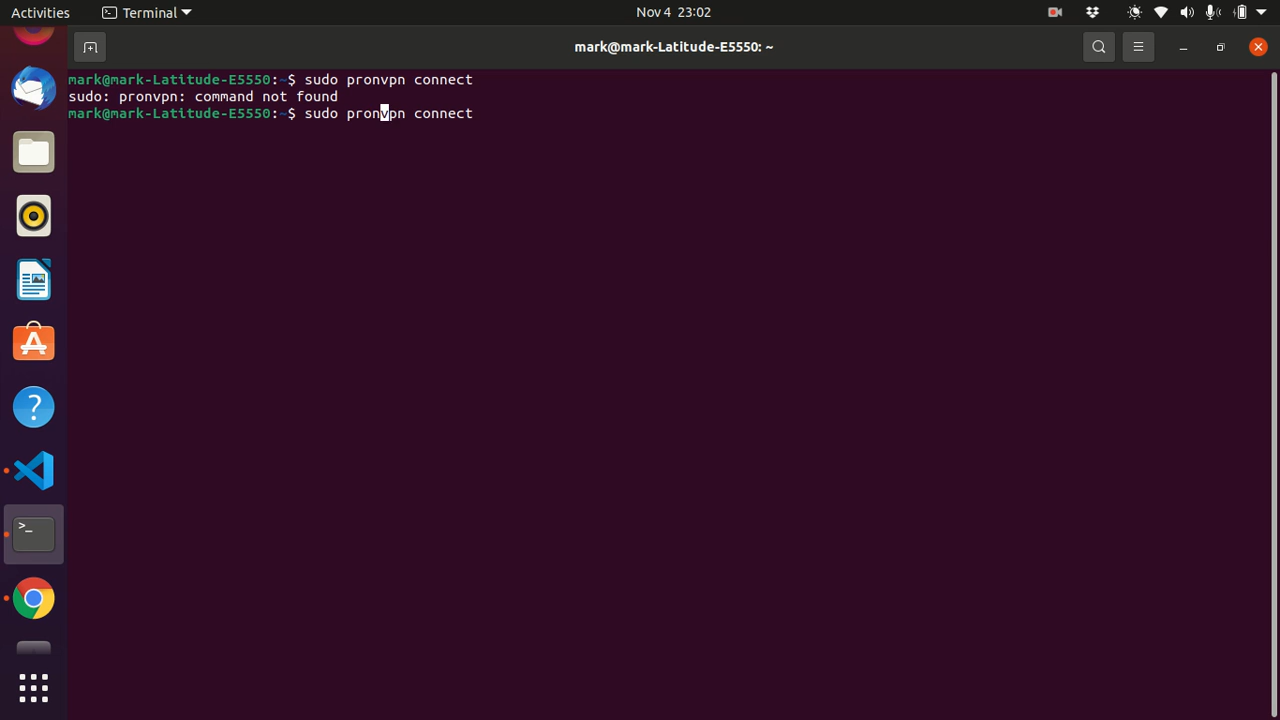 Activities Terminal Nov 4 23:02
mark@mark-Latitude-E5550: ~
mark@mark-Latitude-E5550:~$ sudo pronvpn connect
sudo: pronvpn: command not found
mark@mark-Latitude-E5550:~$ sudo pronvpn connect
>_